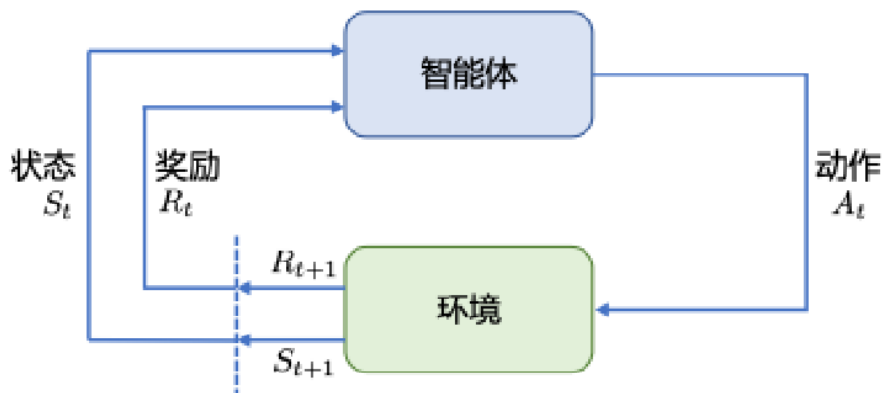 智能体
状态
S_t
奖励
R_t
动作
A_t
R_{t+1}
环境
S_{t+1}